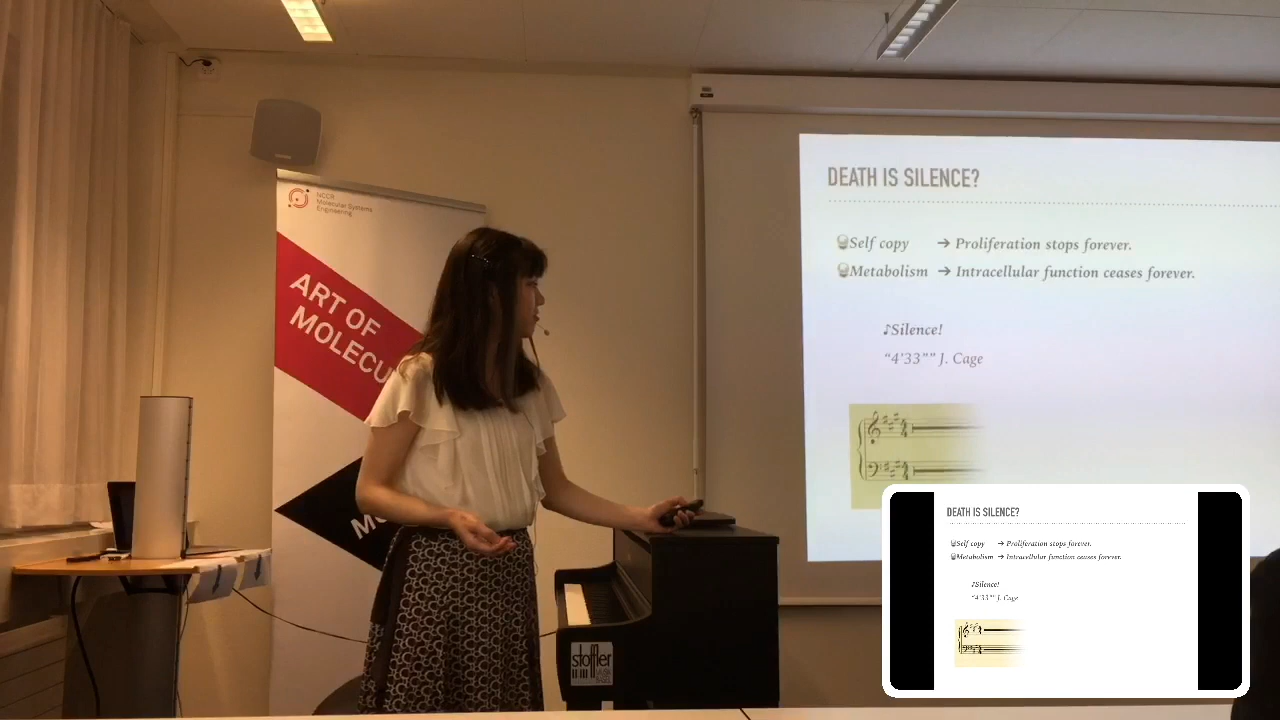 NCCR
Molecular Systems
Engineering
ART OF
MOLECU
MO
stoffler
DEATH IS SILENCE?
Self copy → Proliferation stops forever.
Metabolism → Intracellular function ceases forever.
♪Silence!
“4’33”” J. Cage
DEATH IS SILENCE?
Self copy → Proliferation stops forever.
Metabolism → Intracellular function ceases forever.
♪Silence!
“4’33”” J. Cage